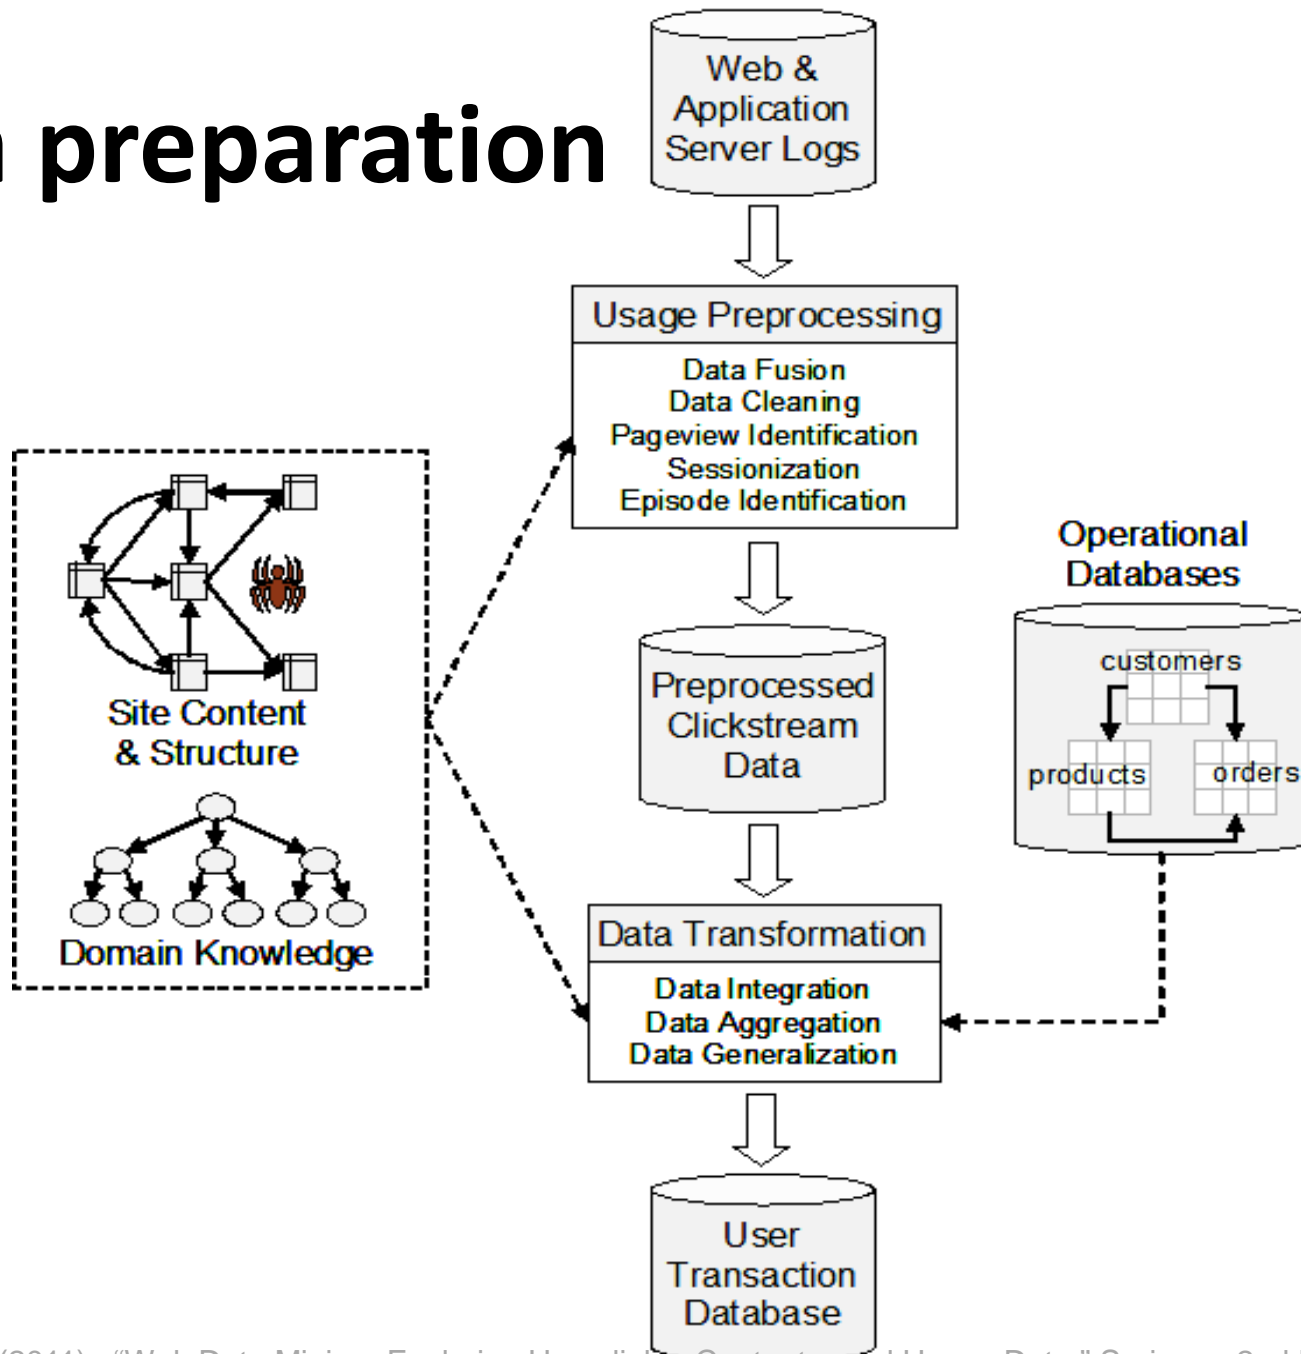 preparation
Web &
Application
Server Logs
Usage Preprocessing
Data Fusion
Data Cleaning
Pageview Identification
Sessionization
Episode Identification
Site Content
& Structure
Domain Knowledge
Preprocessed
Clickstream
Data
Operational
Databases
customers
products
orders
Data Transformation
Data Integration
Data Aggregation
Data Generalization
User
Transaction
Database